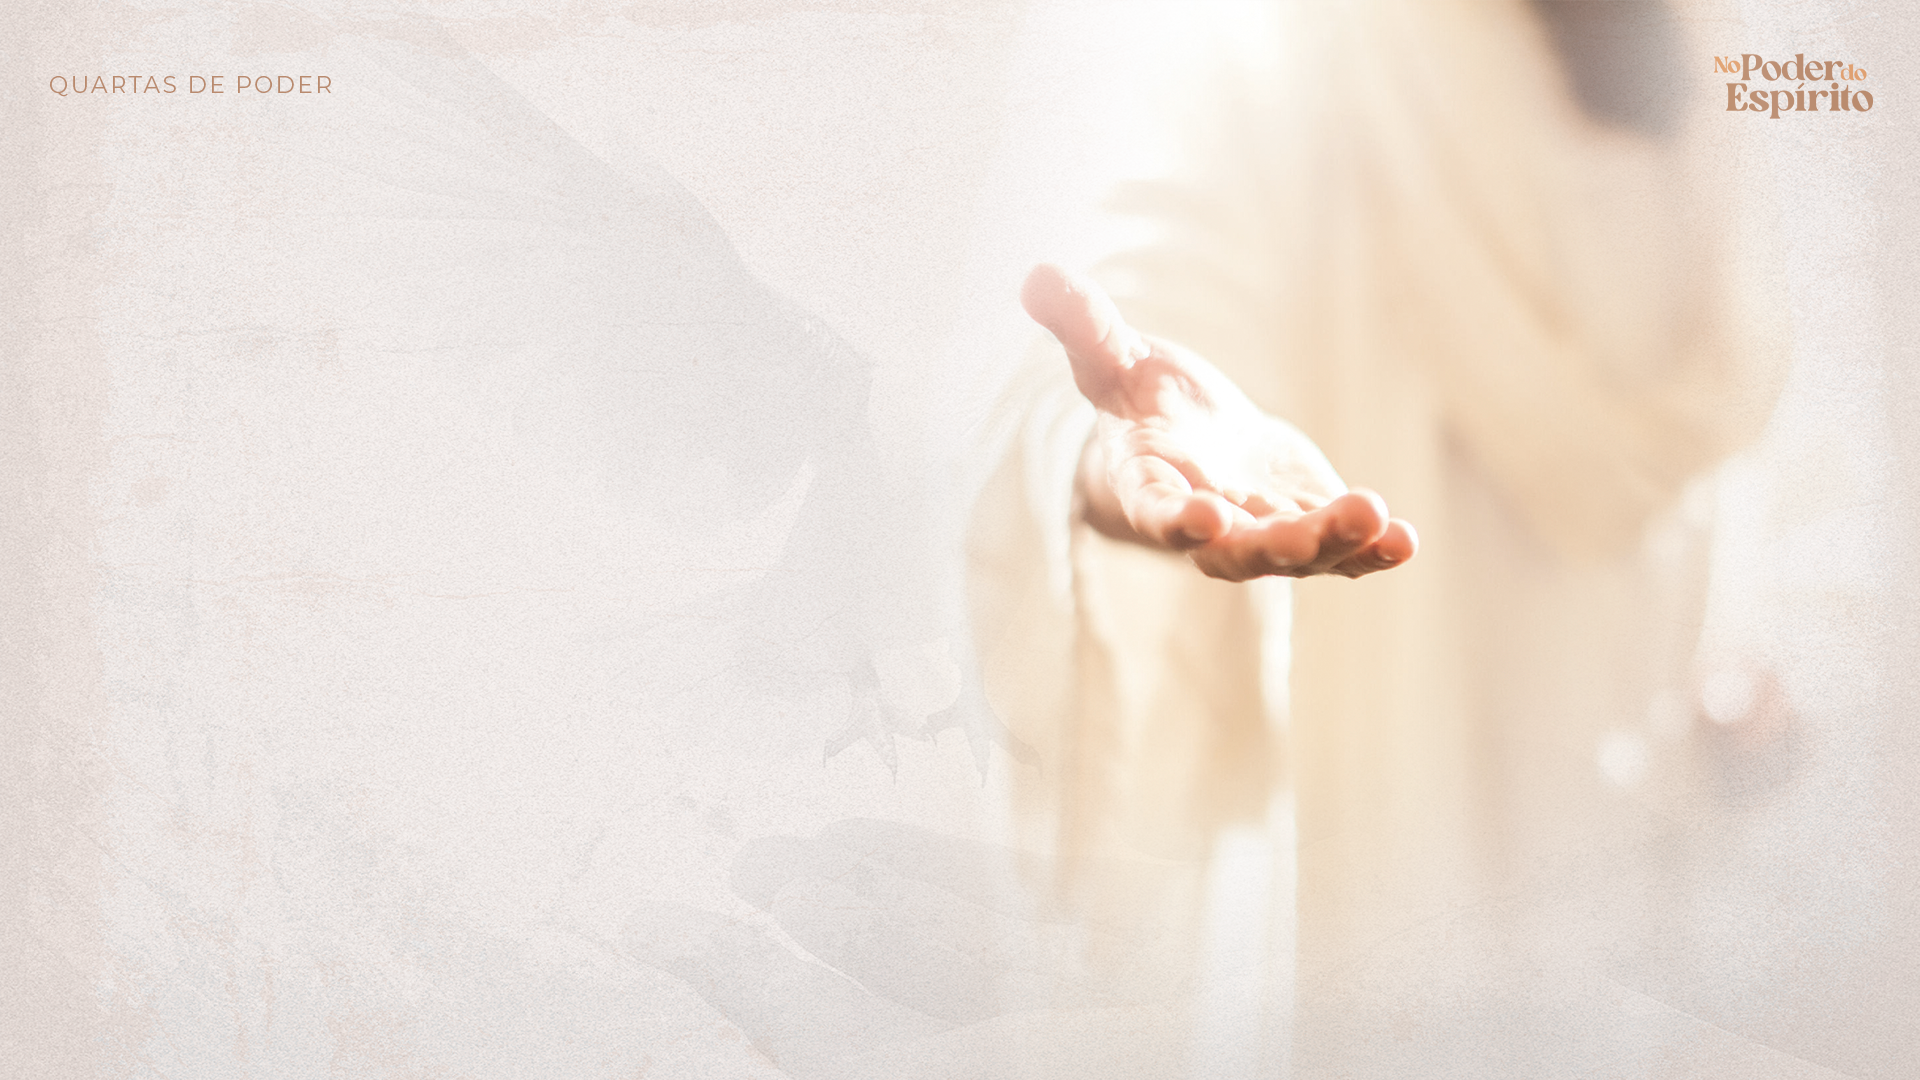 QUARTAS DE PODER
No Poder do
Espírito